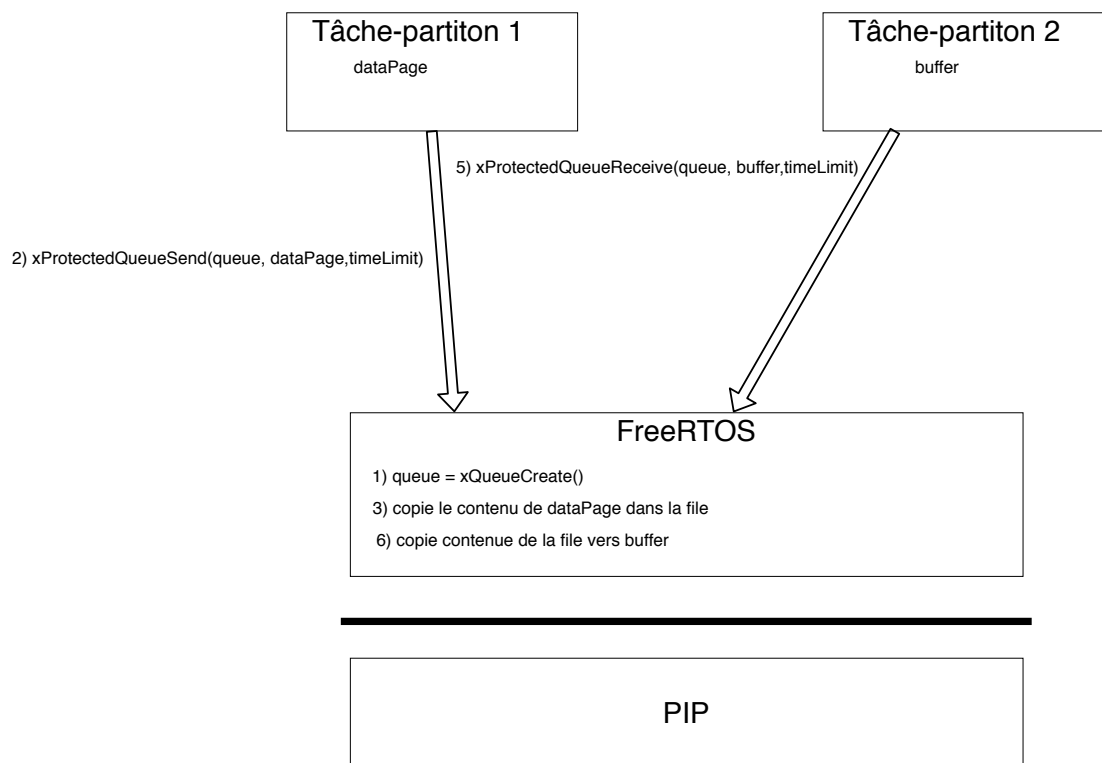 Tâche-partiton 1
dataPage
Tâche-partiton 2
buffer
5) xProtectedQueueReceive(queue, buffer,timeLimit)
2) xProtectedQueueSend(queue, dataPage,timeLimit)
FreeRTOS
1) queue = xQueueCreate()
3) copie le contenu de dataPage dans la file
6) copie contenue de la file vers buffer
PIP